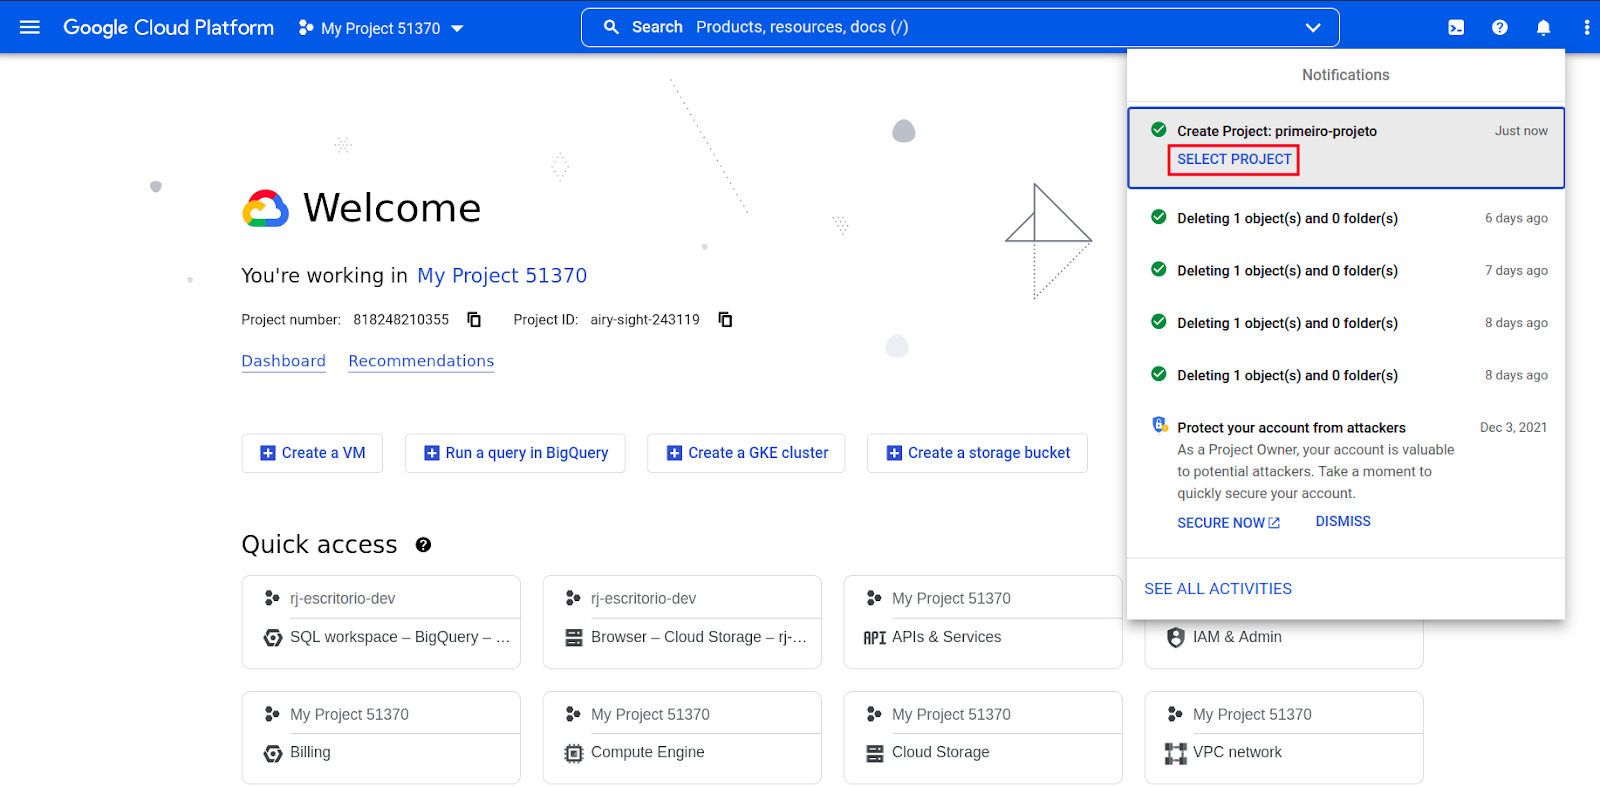 Google Cloud Platform
My Project 51370
Search Products, resources, docs (/)
Notifications
Create Project: primeiro-projeto Just now
SELECT PROJECT
Deleting 1 object(s) and 0 folder(s) 6 days ago
Deleting 1 object(s) and 0 folder(s) 7 days ago
Deleting 1 object(s) and 0 folder(s) 8 days ago
Deleting 1 object(s) and 0 folder(s) 8 days ago
Protect your account from attackers Dec 3, 2021
As a Project Owner, your account is valuable
to potential attackers. Take a moment to
quickly secure your account.
SECURE NOW DISMISS
SEE ALL ACTIVITIES
Welcome
You're working in My Project 51370
Project number: 818248210355 Project ID: airy-sight-243119
Dashboard Recommendations
Create a VM Run a query in BigQuery Create a GKE cluster Create a storage bucket
Quick access
rj-escritorio-dev
SQL workspace – BigQuery – ...
rj-escritorio-dev
Browser – Cloud Storage – rj-...
My Project 51370
API APIs & Services
IAM & Admin
My Project 51370
Billing
My Project 51370
Compute Engine
My Project 51370
Cloud Storage
My Project 51370
VPC network